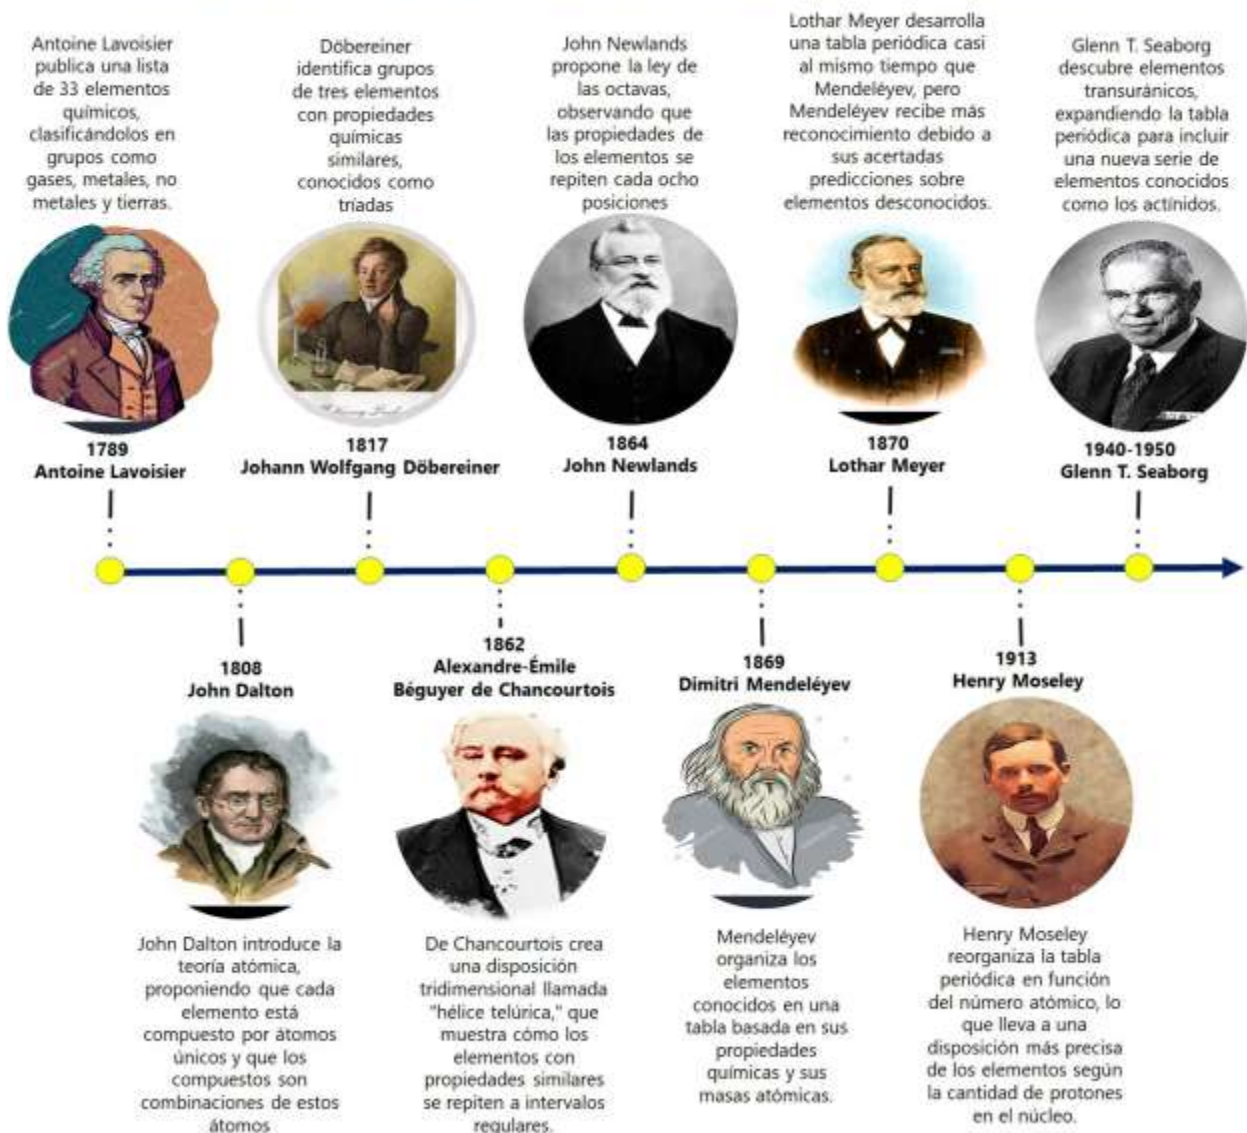 Antoine Lavoisier
publica una lista
de 33 elementos
químicos,
clasificándolos en
grupos como
gases, metales, no
metales y tierras.
1789
Antoine Lavoisier
Döbereiner
identifica grupos
de tres elementos
con propiedades
químicas
similares,
conocidos como
tríadas
1817
Johann Wolfgang Döbereiner
John Newlands
propone la ley de
las octavas,
observando que
las propiedades de
los elementos se
repiten cada ocho
posiciones
1864
John Newlands
Lothar Meyer desarrolla
una tabla periódica casi
al mismo tiempo que
Mendeléyev, pero
Mendeléyev recibe más
reconocimiento debido a
sus acertadas
predicciones sobre
elementos desconocidos.
1870
Lothar Meyer
Glenn T. Seaborg
descubre elementos
transuránicos,
expandiendo la tabla
periódica para incluir
una nueva serie de
elementos conocidos
como los actínidos.
1940-1950
Glenn T. Seaborg
1808
John Dalton
John Dalton introduce la
teoría atómica,
proponiendo que cada
elemento está
compuesto por átomos
únicos y que los
compuestos son
combinaciones de estos
átomos
1862
Alexandre-Émile
Béguyer de Chancourtois
De Chancourtois crea
una disposición
tridimensional llamada
"hélice telúrica," que
muestra cómo los
elementos con
propiedades similares
se repiten a intervalos
regulares.
1869
Dimitri Mendeléyev
Mendeléyev
organiza los
elementos
conocidos en una
tabla basada en sus
propiedades
químicas y sus
masas atómicas.
1913
Henry Moseley
Henry Moseley
reorganiza la tabla
periódica en función
del número atómico, lo
que lleva a una
disposición más precisa
de los elementos según
la cantidad de protones
en el núcleo.